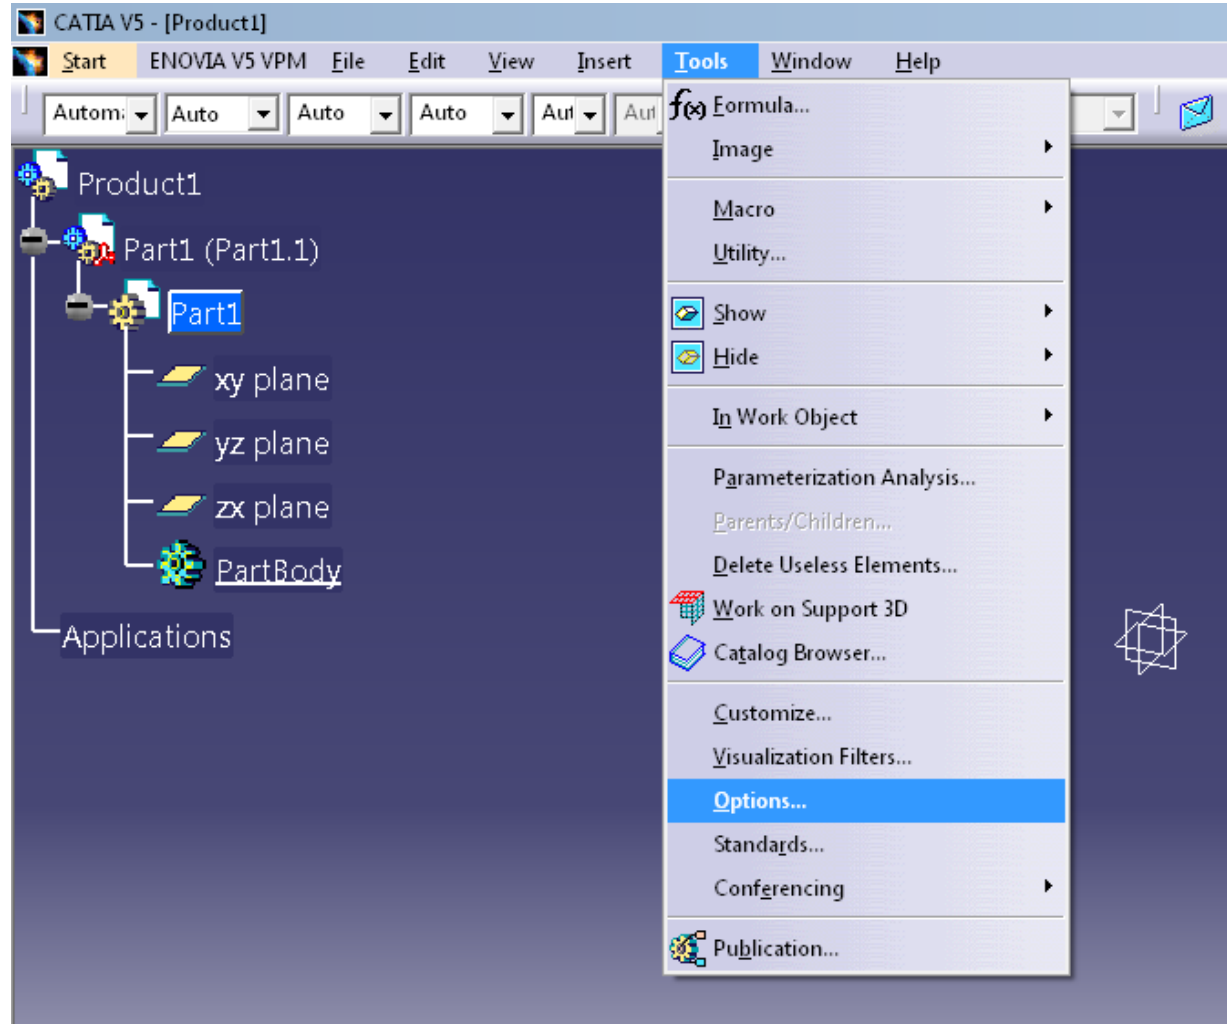 CATIA V5 - [Product1]
Start ENOVIA V5 VPM File Edit View Insert Tools Window Help
Auto Auto Auto
Product1
Part1 (Part1.1)
Part1
xy plane
yz plane
zx plane
PartBody
Applications
f(x) Formula...
Image
Macro
Utility...
Show
Hide
In Work Object
Parameterization Analysis...
Parents/Children...
Delete Useless Elements...
Work on Support 3D
Catalog Browser...
Customize...
Visualization Filters...
Options...
Standards...
Conferencing
Publication...